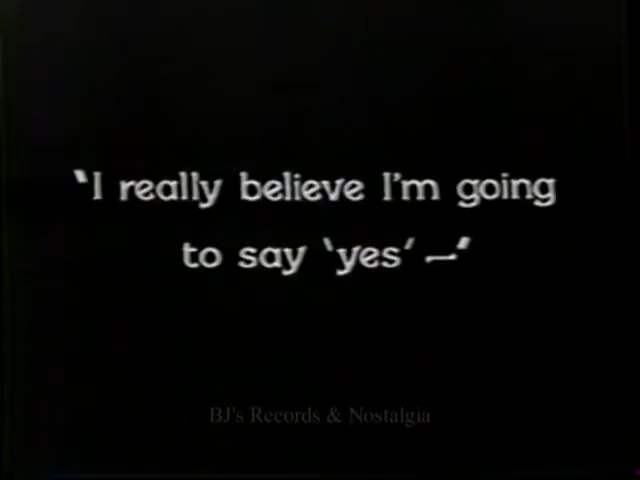 "I really believe I'm going
to say 'yes' —"
BJ's Records & Nostalgia